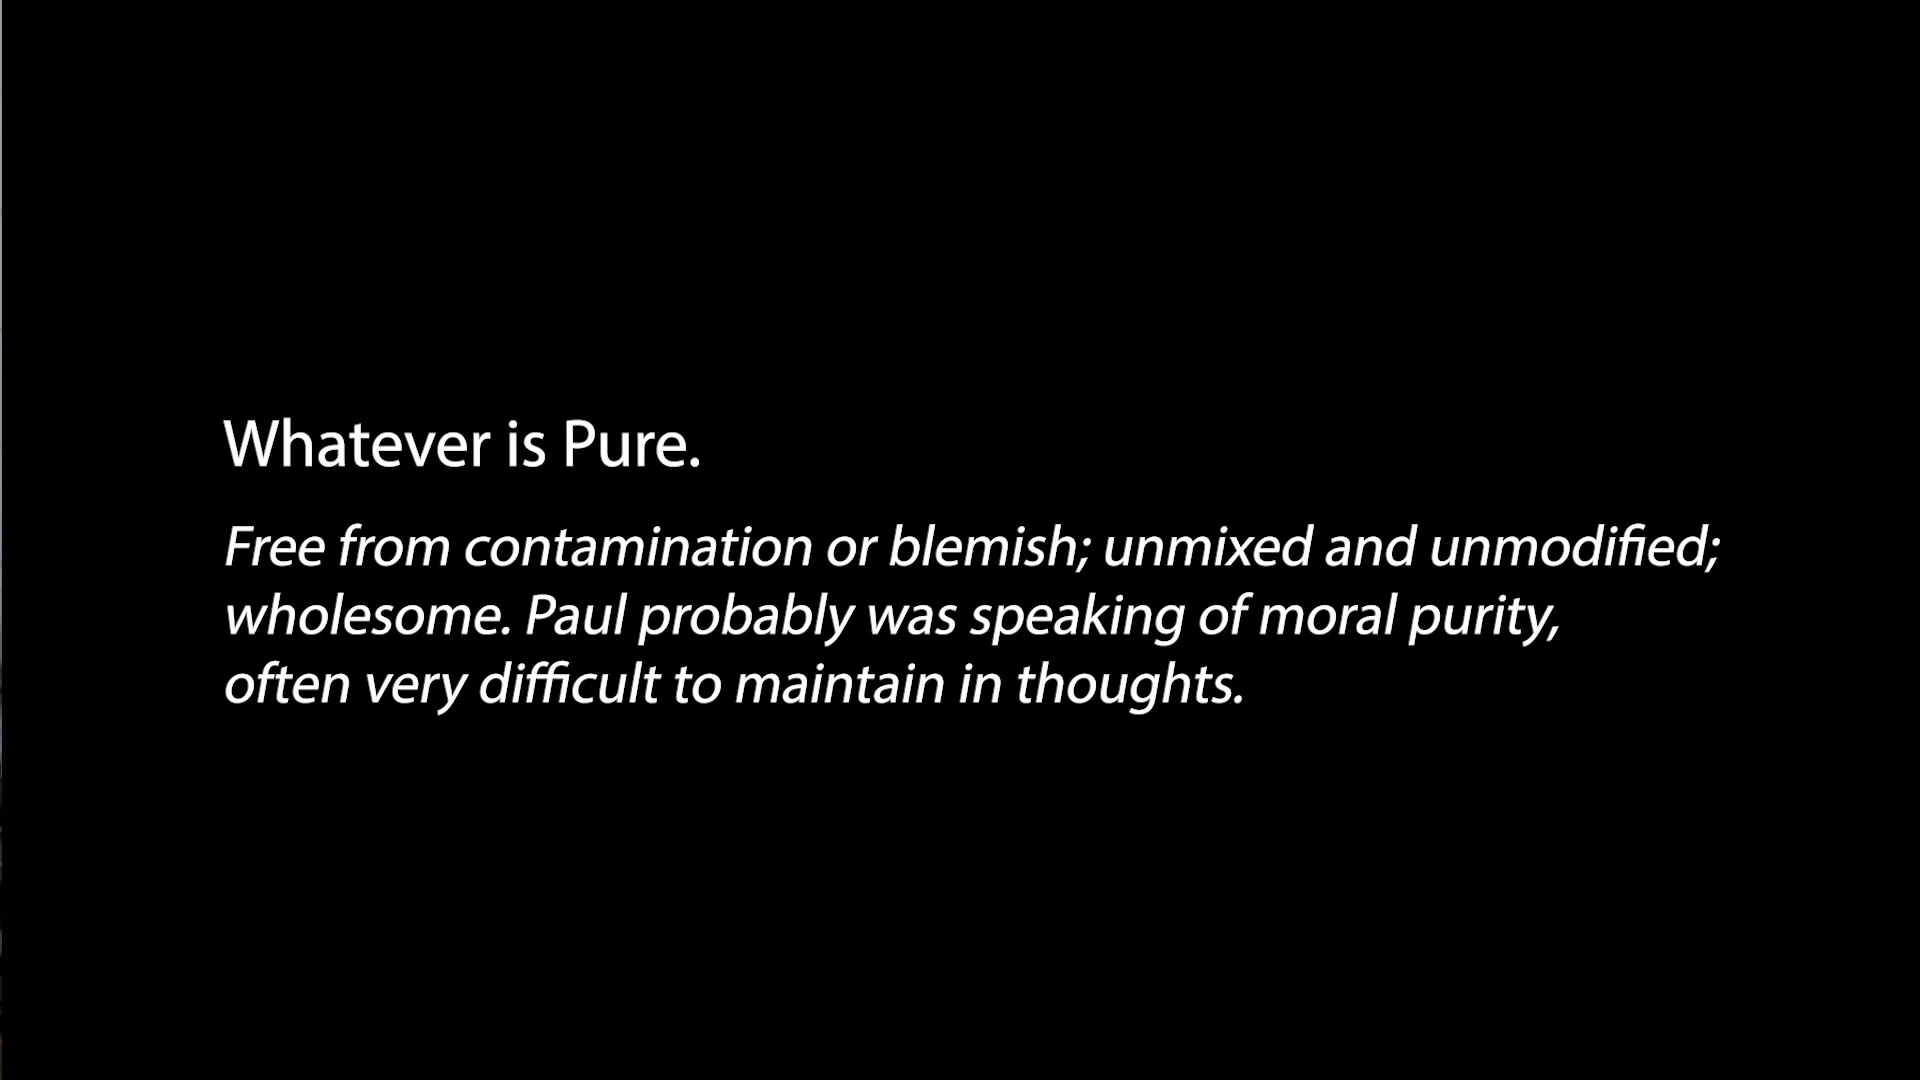 Whatever is Pure.
Free from contamination or blemish; unmixed and unmodified;
wholesome. Paul probably was speaking of moral purity,
often very difficult to maintain in thoughts.